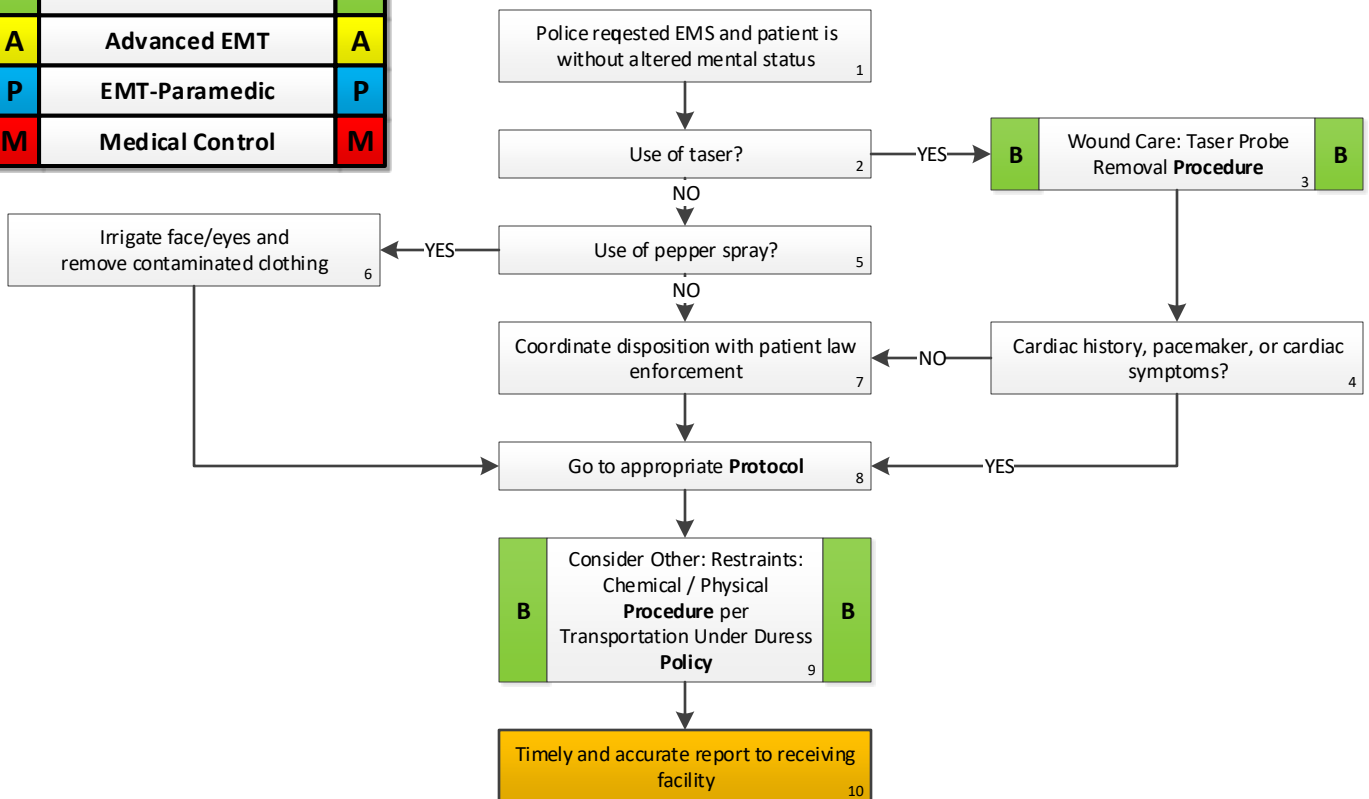 A Advanced EMT A
P EMT-Paramedic P
M Medical Control M
Police reqested EMS and patient is
without altered mental status
1
Use of taser?
2
YES
B
Wound Care: Taser Probe
Removal Procedure
3
B
NO
Irrigate face/eyes and
remove contaminated clothing
6
YES
Use of pepper spray?
5
NO
Coordinate disposition with patient law
enforcement
7
NO
Cardiac history, pacemaker, or cardiac
symptoms?
4
Go to appropriate Protocol
8
YES
B
Consider Other: Restraints:
Chemical / Physical
Procedure per
Transportation Under Duress
Policy
9
B
Timely and accurate report to receiving
facility
10